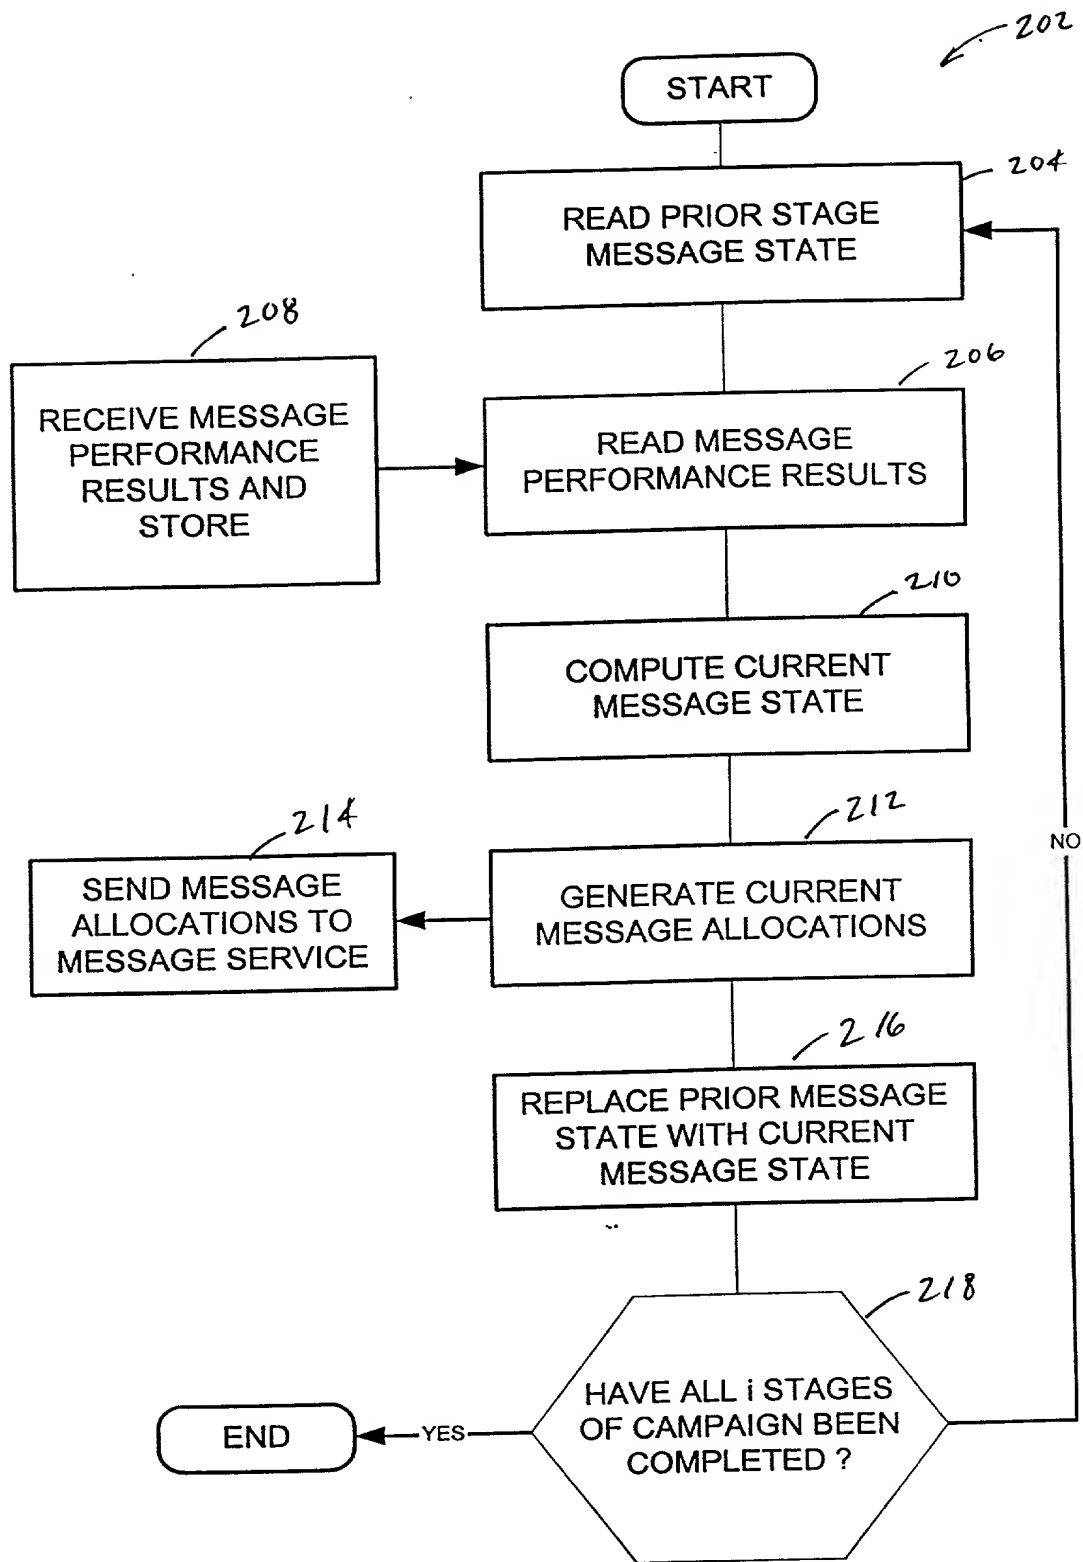 202
START
204
READ PRIOR STAGE
MESSAGE STATE
208
RECEIVE MESSAGE
PERFORMANCE
RESULTS AND
STORE
206
READ MESSAGE
PERFORMANCE RESULTS
210
COMPUTE CURRENT
MESSAGE STATE
NO
214
SEND MESSAGE
ALLOCATIONS TO
MESSAGE SERVICE
212
GENERATE CURRENT
MESSAGE ALLOCATIONS
216
REPLACE PRIOR MESSAGE
STATE WITH CURRENT
MESSAGE STATE
218
HAVE ALL i STAGES
OF CAMPAIGN BEEN
COMPLETED ?
YES
END